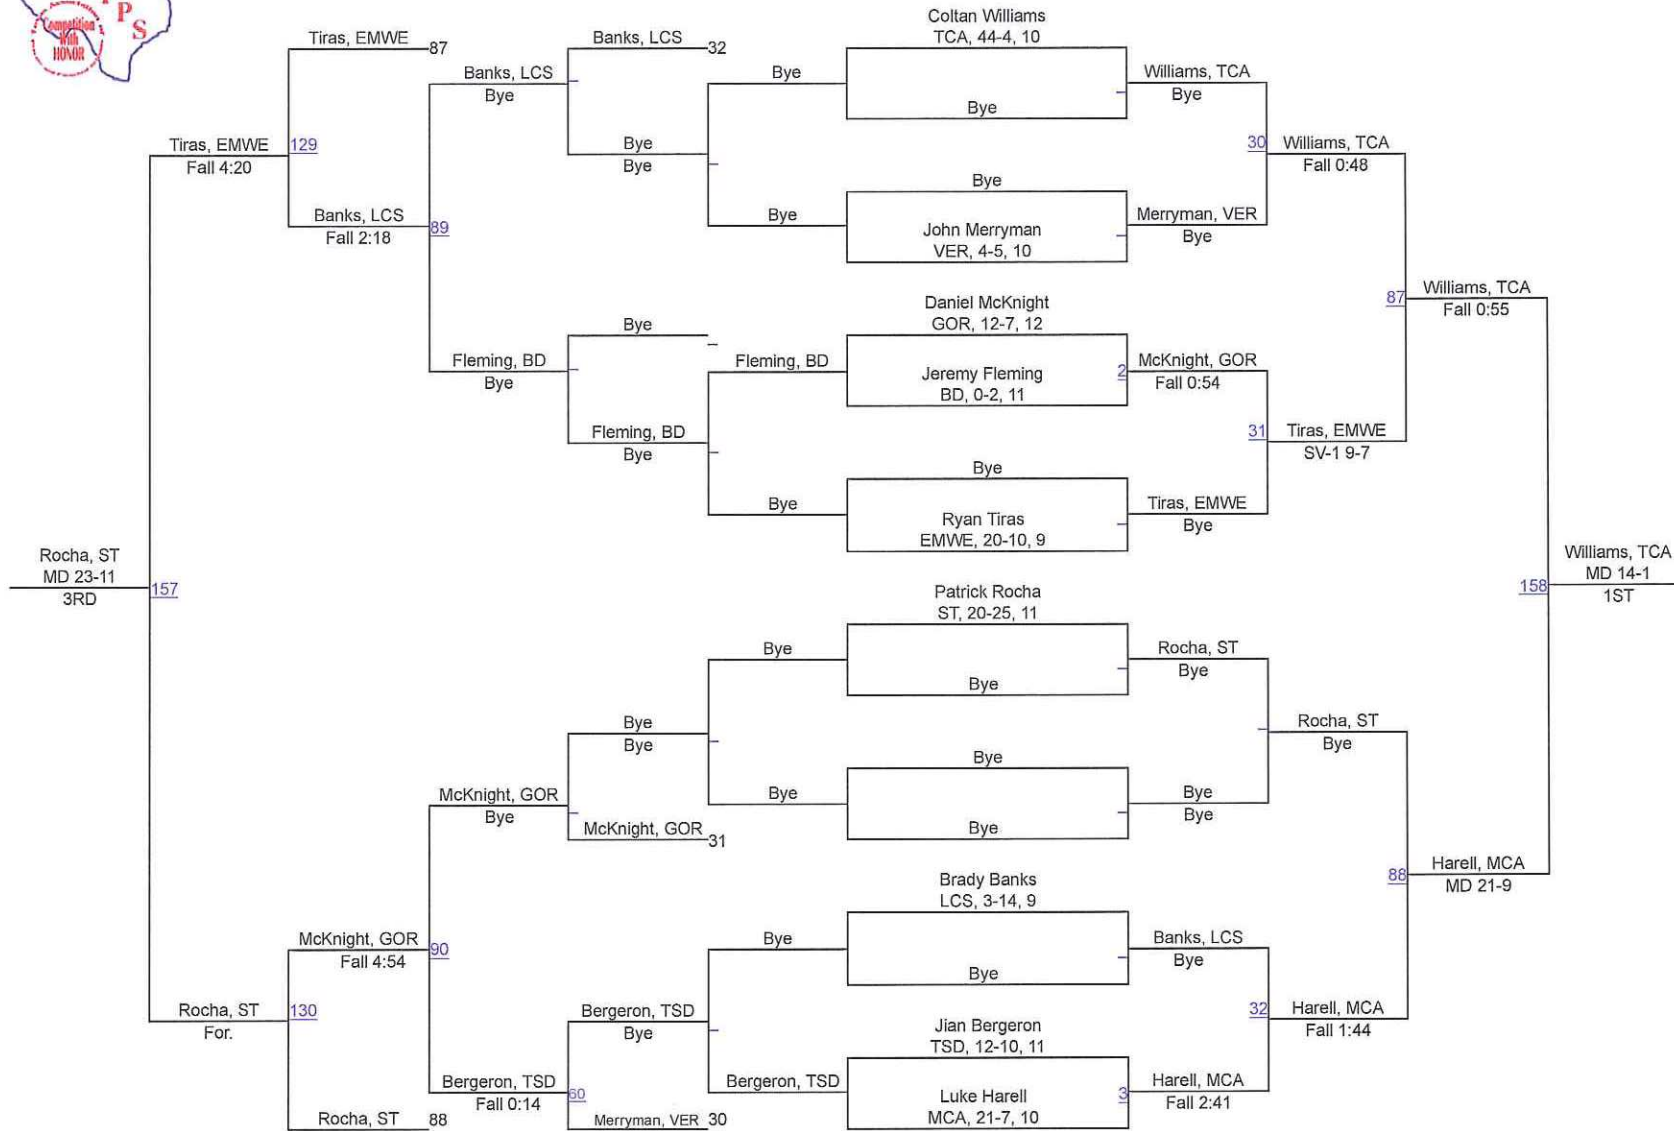 P
S
Competition
With
HONOR
Tiras, EMWE
87
Banks, LCS
32
Coltan Williams
TCA, 44-4, 10
Banks, LCS
Bye
Bye
Bye
Williams, TCA
Bye
Tiras, EMWE
Fall 4:20
129
Bye
Bye
30
Williams, TCA
Fall 0:48
Banks, LCS
Fall 2:18
89
Bye
Bye
John Merryman
VER, 4-5, 10
Merryman, VER
Bye
Daniel McKnight
GOR, 12-7, 12
87
Williams, TCA
Fall 0:55
Bye
Fleming, BD
Bye
Fleming, BD
Jeremy Fleming
BD, 0-2, 11
2
McKnight, GOR
Fall 0:54
Fleming, BD
Bye
31
Tiras, EMWE
SV-1 9-7
Bye
Bye
Ryan Tiras
EMWE, 20-10, 9
Tiras, EMWE
Bye
Rocha, ST
MD 23-11
3RD
157
158
Williams, TCA
MD 14-1
1ST
Patrick Rocha
ST, 20-25, 11
Bye
Bye
Rocha, ST
Bye
Bye
Bye
Rocha, ST
Bye
McKnight, GOR
Bye
Bye
Bye
Bye
Bye
Bye
McKnight, GOR
31
88
Harell, MCA
MD 21-9
Brady Banks
LCS, 3-14, 9
McKnight, GOR
Fall 4:54
90
Bye
Bye
Banks, LCS
Bye
Rocha, ST
For.
130
Bergeron, TSD
Bye
Jian Bergeron
TSD, 12-10, 11
32
Harell, MCA
Fall 1:44
Bergeron, TSD
Fall 0:14
60
Bergeron, TSD
Luke Harell
MCA, 21-7, 10
3
Harell, MCA
Fall 2:41
Rocha, ST
88
Merryman, VER
30